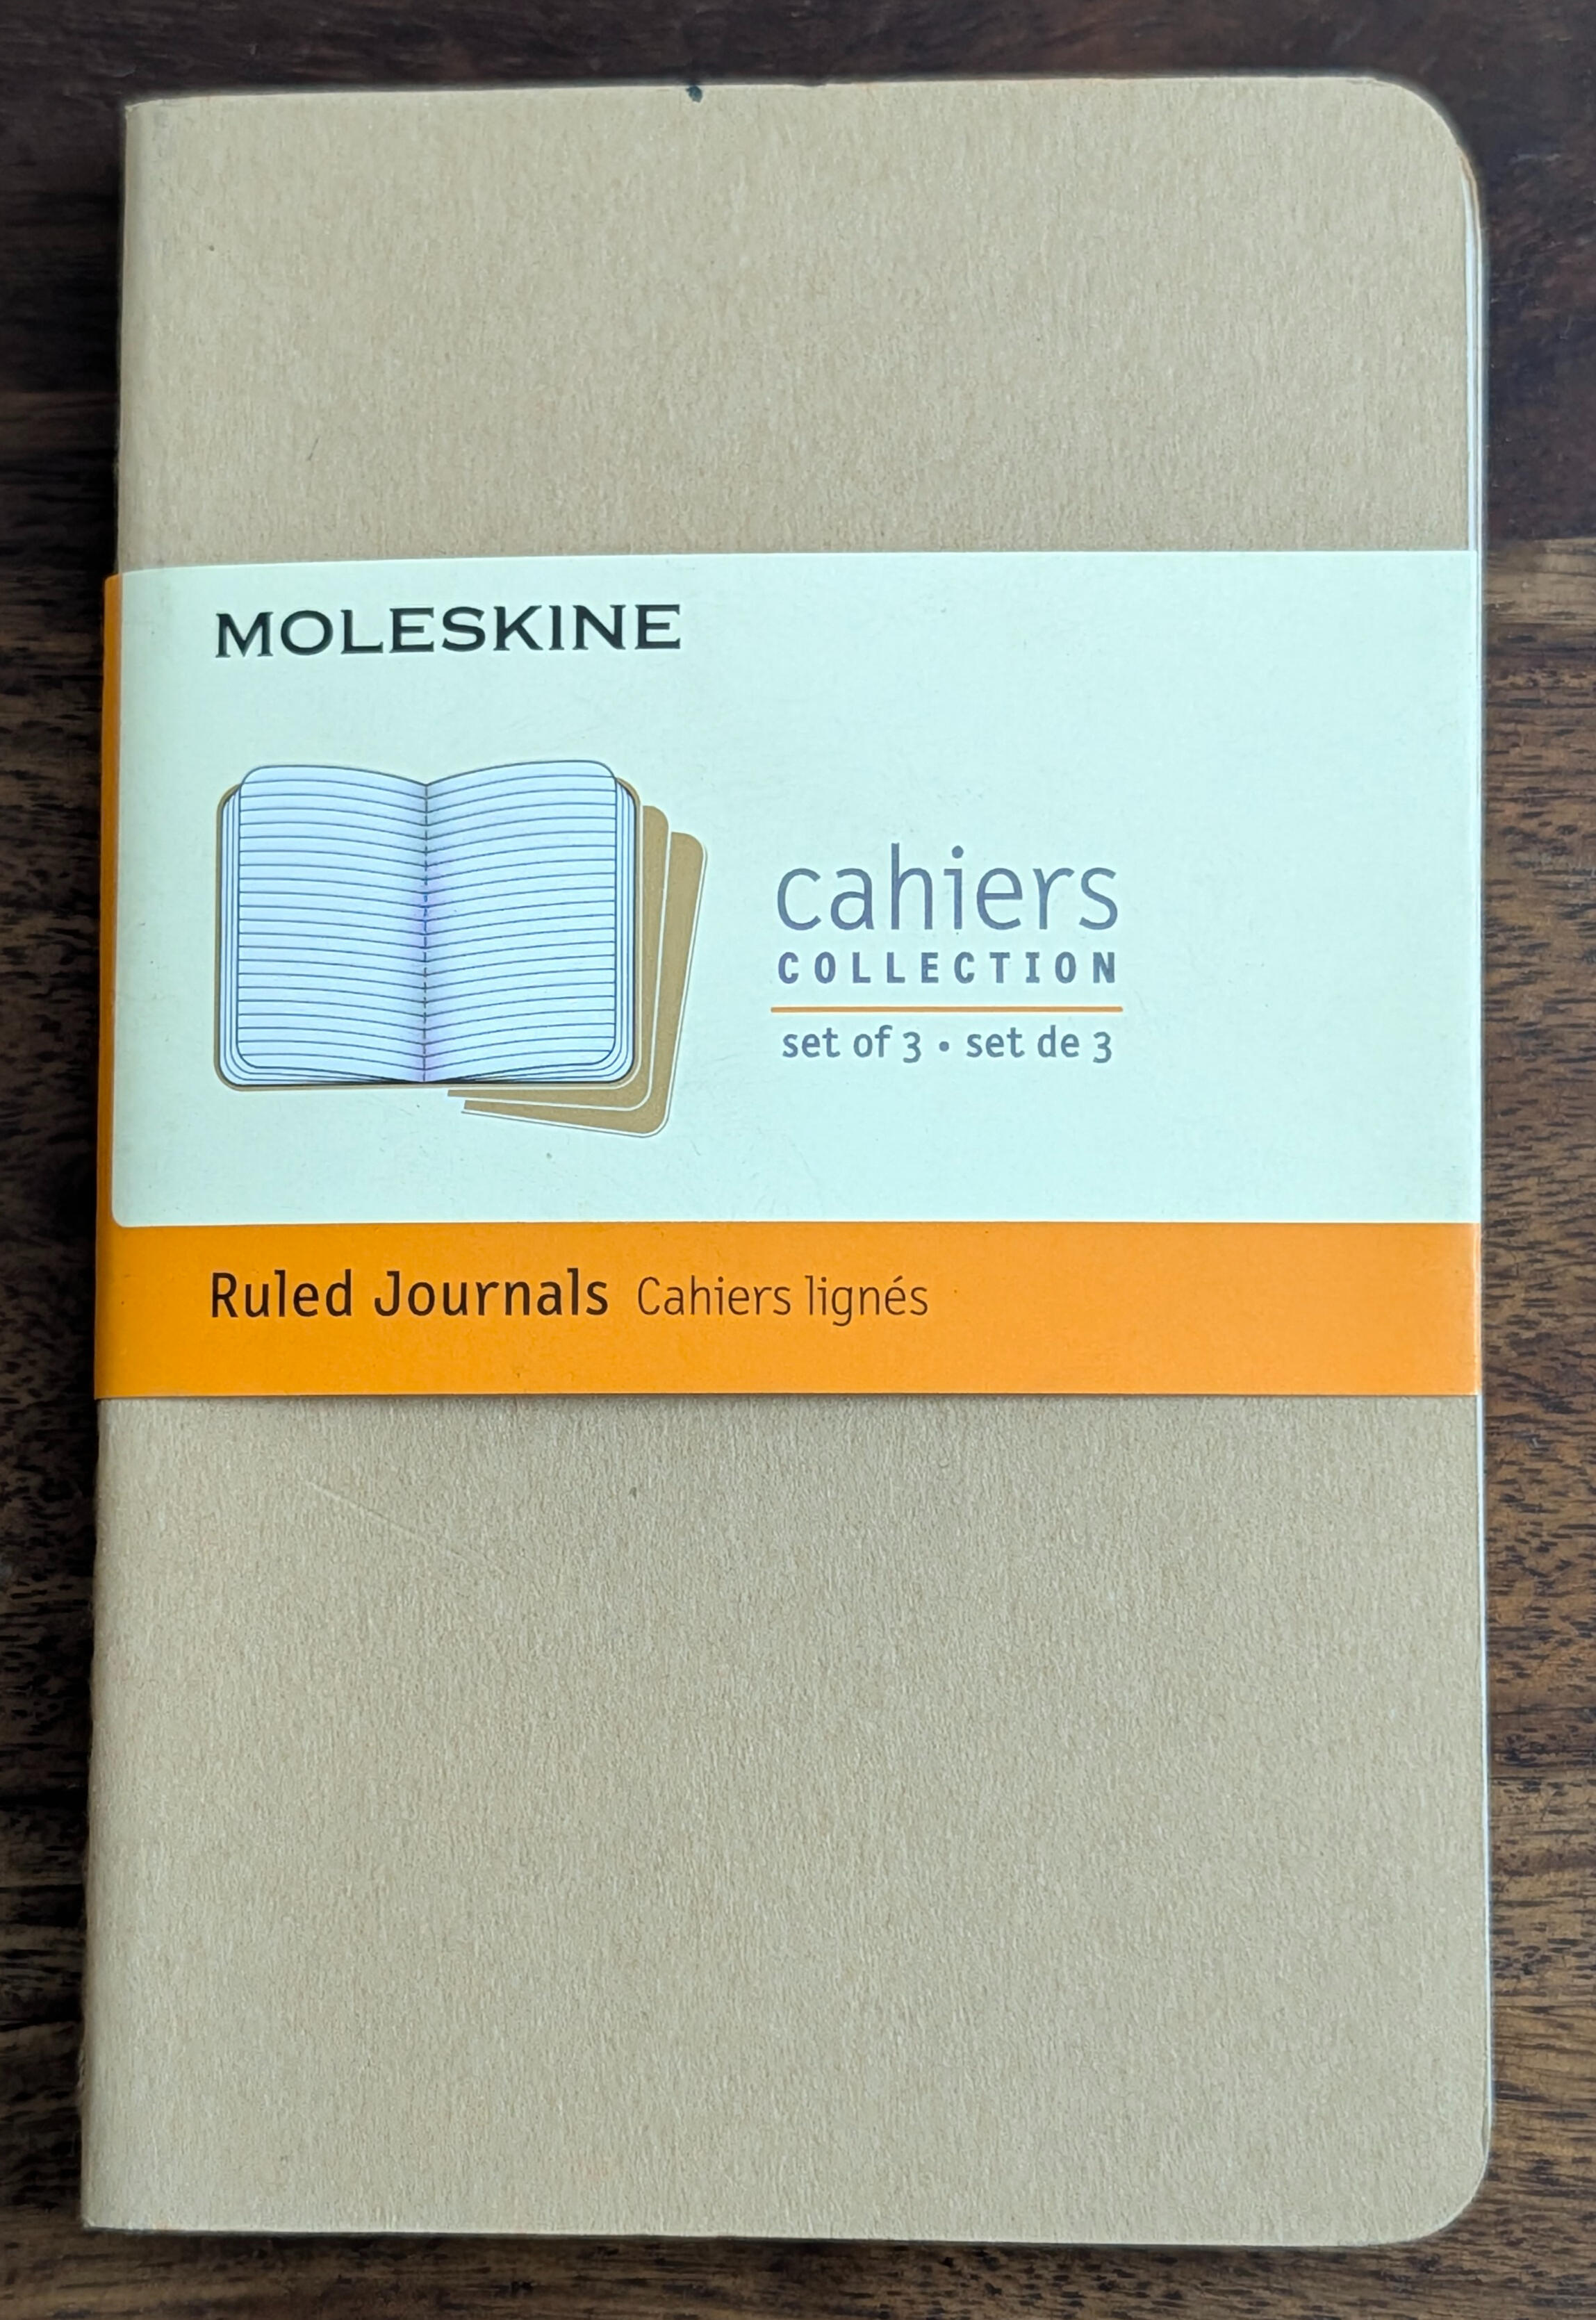 MOLESKINE
cahiers
COLLECTION
set of 3 • set de 3
Ruled Journals Cahiers lignés